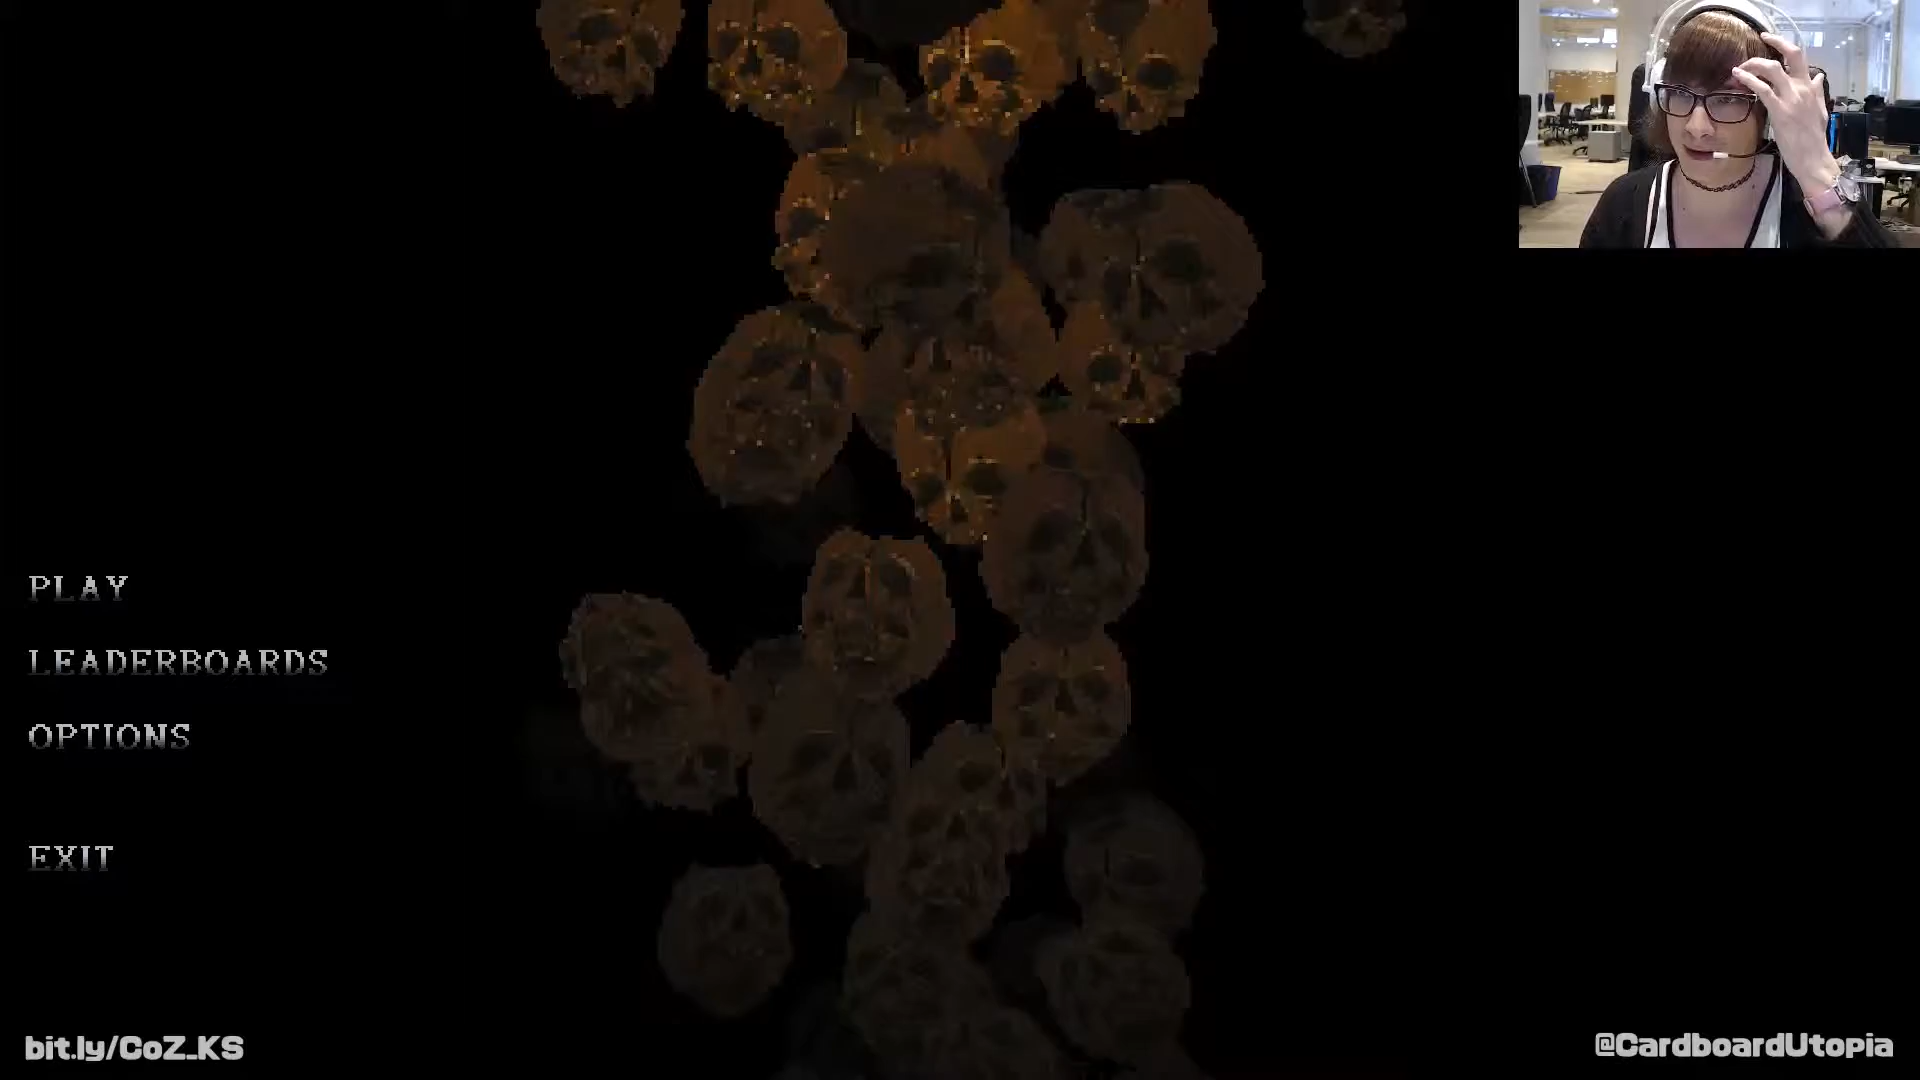 PLAY
LEADERBOARDS
OPTIONS
EXIT
bit.ly/CoZ_KS
@CardboardUtopia